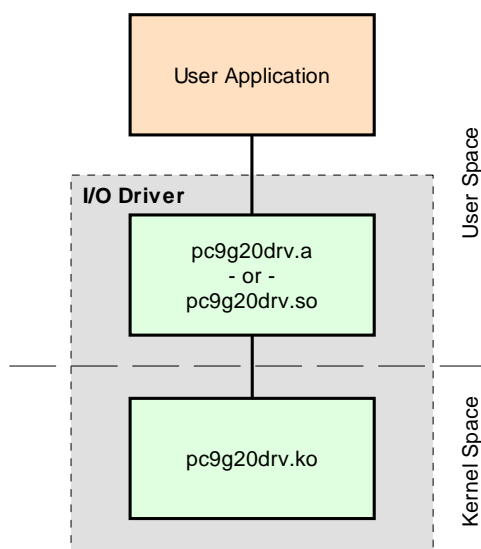 User Application
User Space
I/O Driver
pc9g20drv.a
- or -
pc9g20drv.so
pc9g20drv.ko
Kernel Space